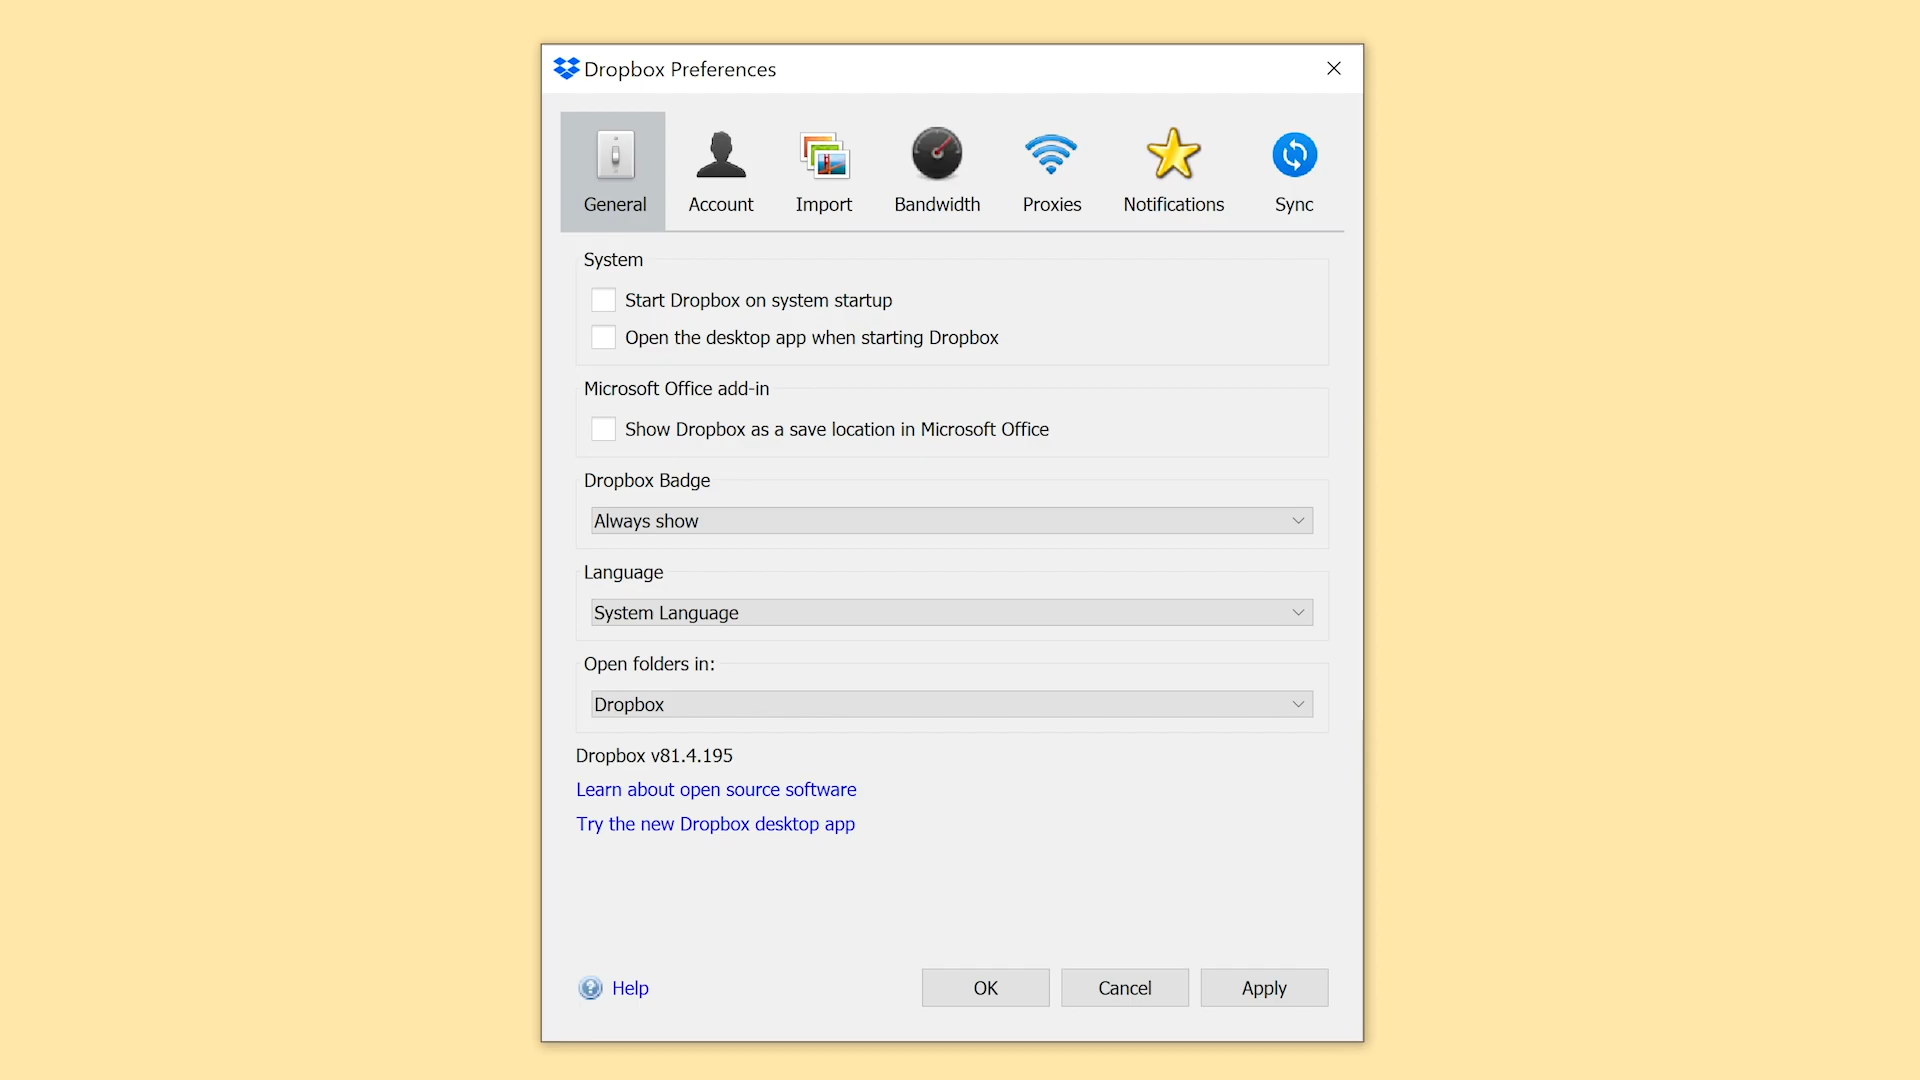 Dropbox Preferences
General Account Import Bandwidth Proxies Notifications Sync
System
Start Dropbox on system startup
Open the desktop app when starting Dropbox
Microsoft Office add-in
Show Dropbox as a save location in Microsoft Office
Dropbox Badge
Always show
Language
System Language
Open folders in:
Dropbox
Dropbox v81.4.195
Learn about open source software
Try the new Dropbox desktop app
Help OK Cancel Apply